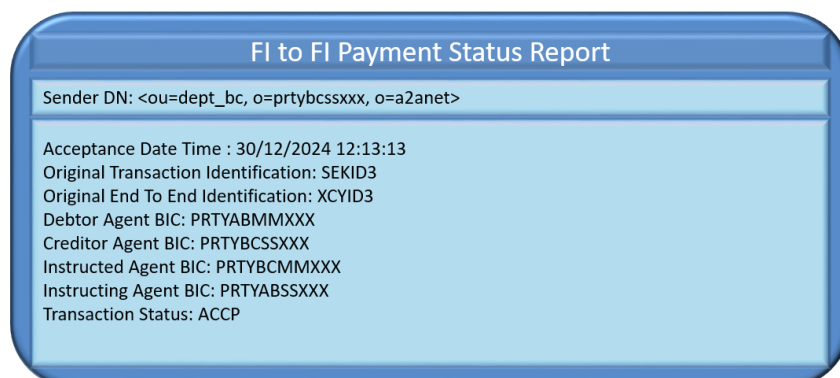 FI to FI Payment Status Report
Sender DN: <ou=dept_bc, o=prtybcssxxx, o=a2anet>
Acceptance Date Time : 30/12/2024 12:13:13
Original Transaction Identification: SEKID3
Original End To End Identification: XCYID3
Debtor Agent BIC: PRTYABMMXXX
Creditor Agent BIC: PRTYBCSSXXX
Instructed Agent BIC: PRTYBCMMXXX
Instructing Agent BIC: PRTYABSSXXX
Transaction Status: ACCP